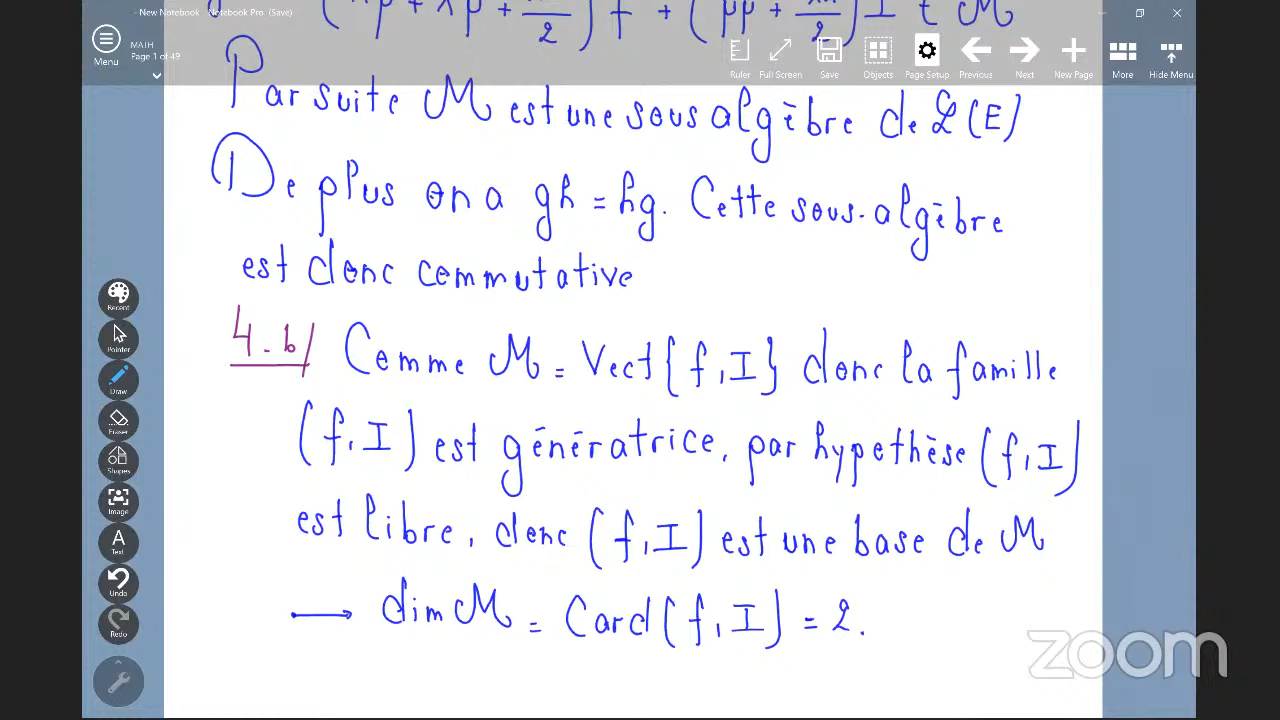 - New Notebook - Notebook Pro (Save)
Menu
MATH
Page 1 of 49
Ruler
Full Screen
Save
Objects
Page Setup
Previous
Next
New Page
More
Hide Menu
Par suite M est une sous algèbre de L(E)
De plus on a gh = hg. Cette sous-algèbre
est donc commutative
4-b/ Comme M = Vect{f,I} donc la famille
(f,I) est génératrice, par hypothèse (f,I)
est libre, donc (f,I) est une base de M
→ dim M = Card(f,I) = 2.
Recent
Pointer
Draw
Eraser
Shapes
Image
Text
Undo
Redo
zoom